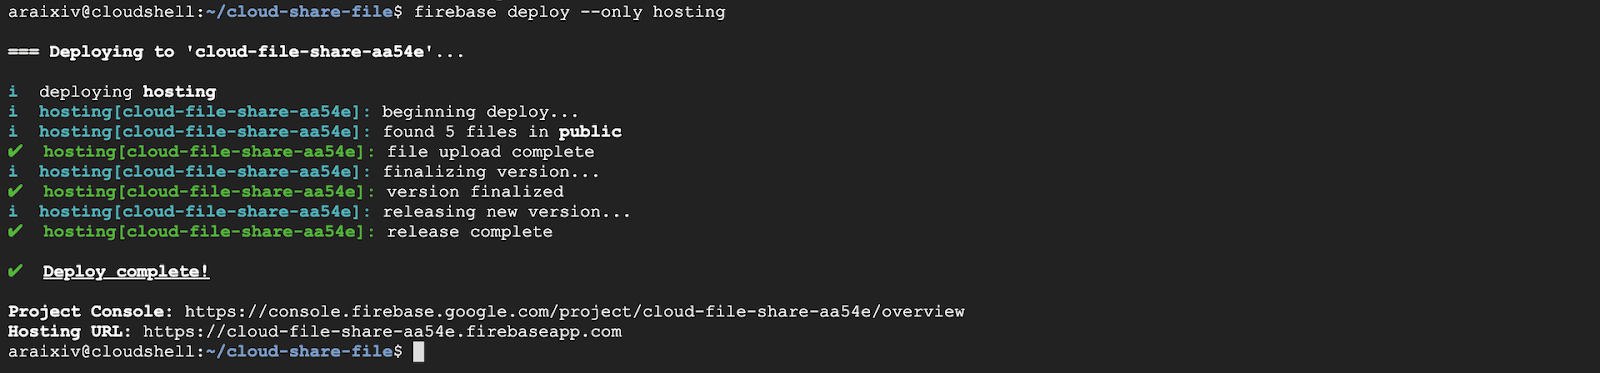 araixiv@cloudshell:~/cloud-share-file$ firebase deploy --only hosting
=== Deploying to 'cloud-file-share-aa54e'...
i  deploying hosting
i  hosting[cloud-file-share-aa54e]: beginning deploy...
i  hosting[cloud-file-share-aa54e]: found 5 files in public
✔  hosting[cloud-file-share-aa54e]: file upload complete
i  hosting[cloud-file-share-aa54e]: finalizing version...
✔  hosting[cloud-file-share-aa54e]: version finalized
i  hosting[cloud-file-share-aa54e]: releasing new version...
✔  hosting[cloud-file-share-aa54e]: release complete
✔  Deploy complete!
Project Console: https://console.firebase.google.com/project/cloud-file-share-aa54e/overview
Hosting URL: https://cloud-file-share-aa54e.firebaseapp.com
araixiv@cloudshell:~/cloud-share-file$